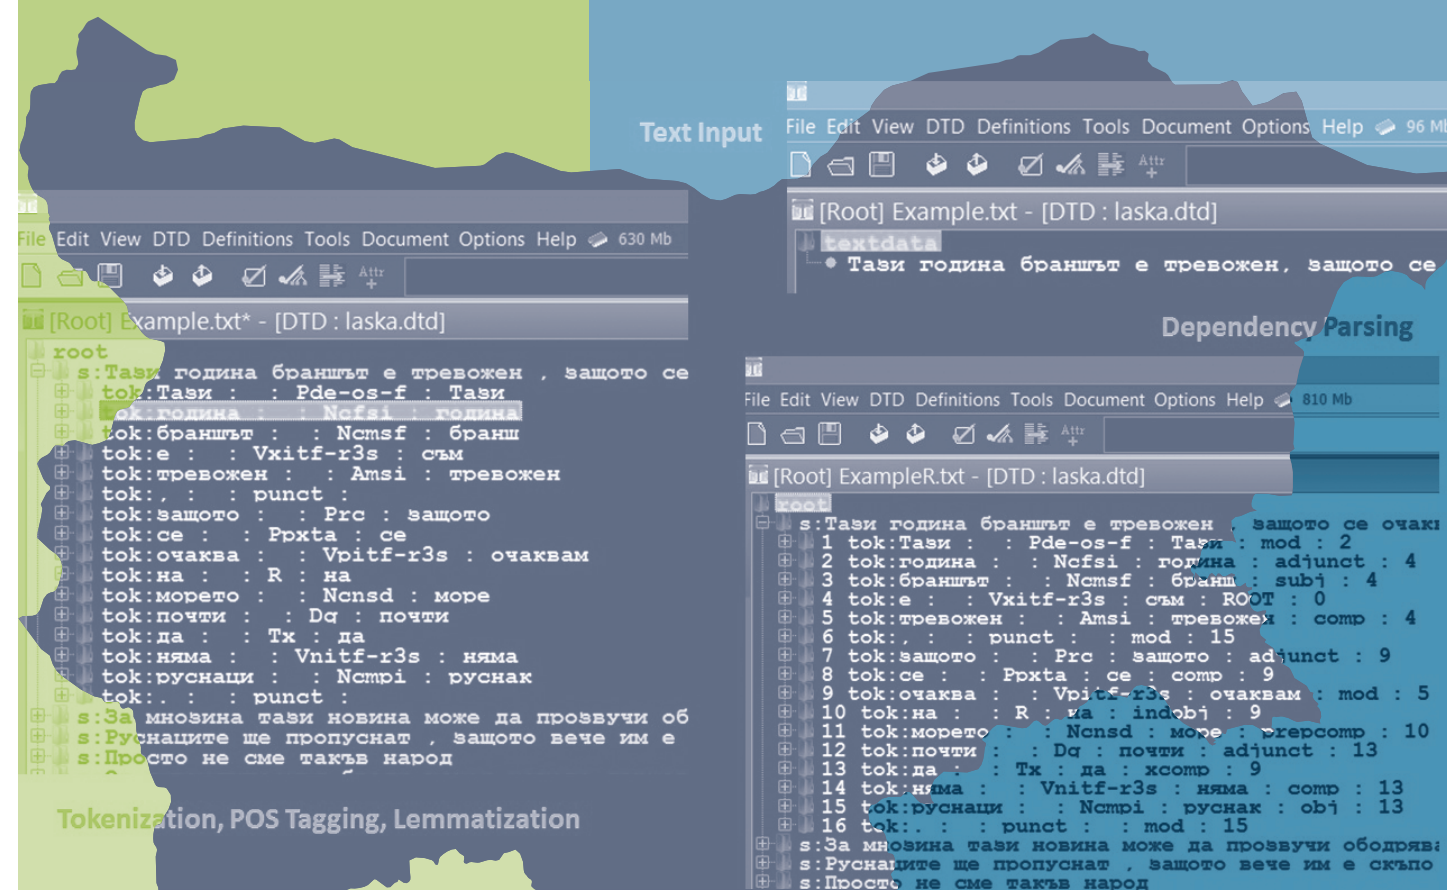 Text Input
File Edit View DTD Definitions Tools Document Options Help 96 Mb
Attr
[Root] Example.txt - [DTD : laska.dtd]
textdata
Тази година браншът е тревожен, защото се
File Edit View DTD Definitions Tools Document Options Help 630 Mb
Attr
[Root] Example.txt* - [DTD : laska.dtd]
root
s:Тази година браншът е тревожен , защото се
tok:Тази : : Pde-os-f : Тази
tok:година : : Ncfsi : година
tok:браншът : : Ncmsf : бранш
tok:е : : Vxitf-r3s : съм
tok:тревожен : : Amsi : тревожен
tok:, : : punct :
tok:защото : : Prc : защото
tok:се : : Ppxta : се
tok:очаква : : Vpitf-r3s : очаквам
tok:на : : R : на
tok:морето : : Ncnsd : море
tok:почти : : Dq : почти
tok:да : : Tx : да
tok:няма : : Vnitf-r3s : няма
tok:руснаци : : Ncmpi : руснак
tok:. : : punct :
s:За мнозина тази новина може да прозвучи об
s:Руснаците ще пропуснат , защото вече им е
s:Просто не сме такъв народ
Tokenization, POS Tagging, Lemmatization
Dependency Parsing
File Edit View DTD Definitions Tools Document Options Help 810 Mb
Attr
[Root] ExampleR.txt - [DTD : laska.dtd]
root
s:Тази година браншът е тревожен , защото се очакв
1 tok:Тази : : Pde-os-f : Тази : mod : 2
2 tok:година : : Ncfsi : година : adjunct : 4
3 tok:браншът : : Ncmsf : бранш : subj : 4
4 tok:е : : Vxitf-r3s : съм : ROOT : 0
5 tok:тревожен : : Amsi : тревожен : comp : 4
6 tok:, : : punct : : mod : 15
7 tok:защото : : Prc : защото : adjunct : 9
8 tok:се : : Ppxta : се : comp : 9
9 tok:очаква : : Vpitf-r3s : очаквам : mod : 5
10 tok:на : : R : на : indobj : 9
11 tok:морето : : Ncnsd : море : prepcomp : 10
12 tok:почти : : Dq : почти : adjunct : 13
13 tok:да : : Tx : да : xcomp : 9
14 tok:няма : : Vnitf-r3s : няма : comp : 13
15 tok:руснаци : : Ncmpi : руснак : obj : 13
16 tok:. : : punct : : mod : 15
s:За мнозина тази новина може да прозвучи ободрява
s:Руснаците ще пропуснат , защото вече им е скъпо
s:Просто не сме такъв народ